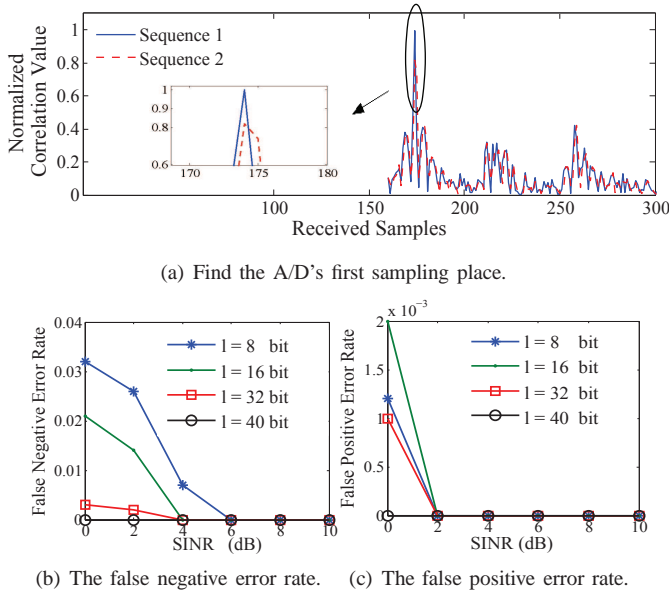 Normalized
Correlation Value
1
0.8
0.6
0.4
0.2
0
Sequence 1
Sequence 2
1
0.8
0.6
170
175
180
100
150
200
250
300
Received Samples
(a) Find the A/D's first sampling place.
False Negative Error Rate
0.04
0.03
0.02
0.01
0
l = 8 bit
l = 16 bit
l = 32 bit
l = 40 bit
0 2 4 6 8 10
SINR (dB)
(b) The false negative error rate.
False Positive Error Rate
2 x 10⁻³
1.5
1
0.5
0
l = 8 bit
l = 16 bit
l = 32 bit
l = 40 bit
0 2 4 6 8 10
SINR (dB)
(c) The false positive error rate.